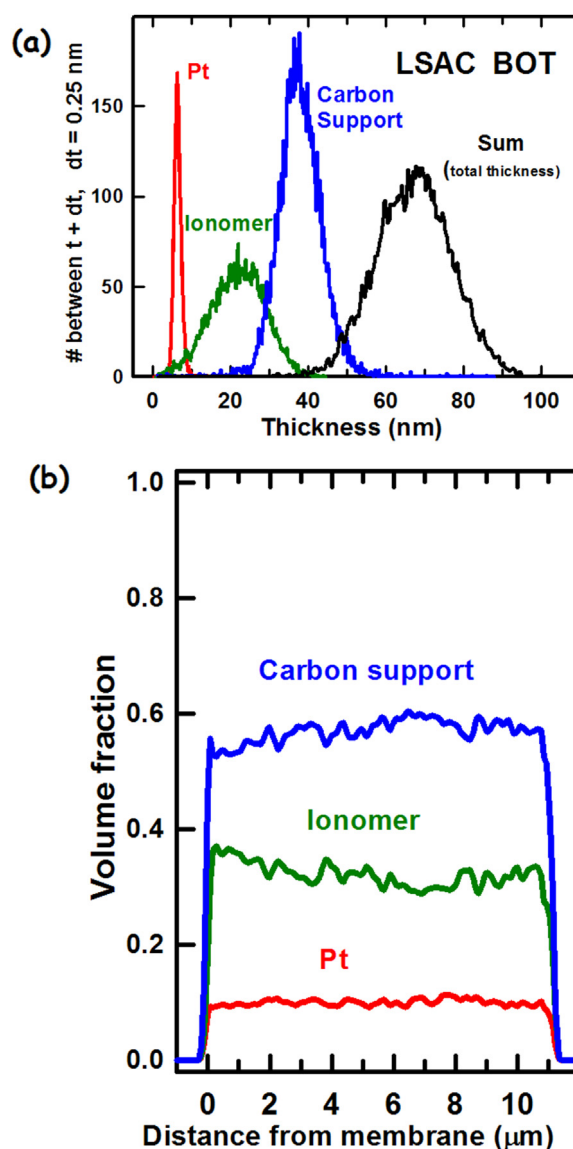 (a)
LSAC BOT
Pt
Carbon
Support
Sum
(total thickness)
Ionomer
# between t + dt, dt = 0.25 nm
150
100
50
0
0 20 40 60 80 100
Thickness (nm)
(b)
1.0
0.8
0.6
0.4
0.2
0.0
Volume fraction
Carbon support
Ionomer
Pt
0 2 4 6 8 10
Distance from membrane (μm)